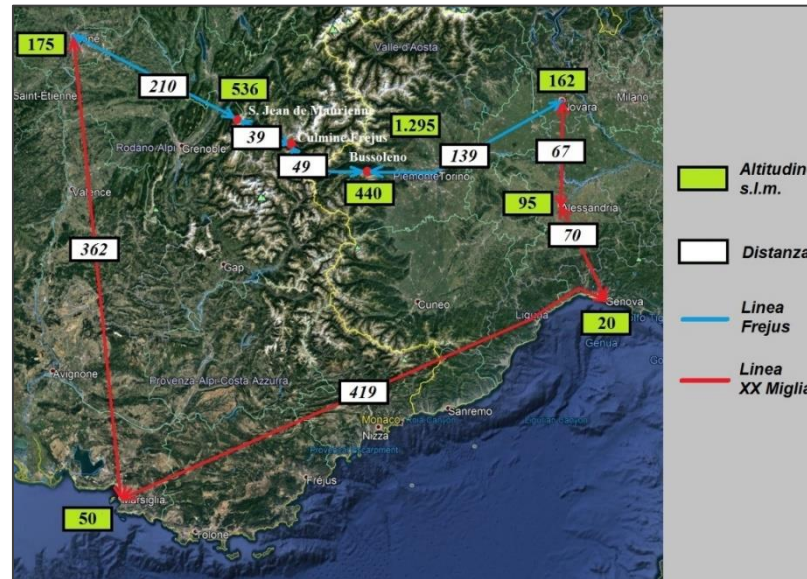 175
210
536
Valle d'Aosta
162
Novara
Milano
Saint-Etienne
S. Jean de Maurienne
1.295
Rodano-Alpi
Grenoble
39
Culmine Frejus
49
Bussoleno
139
67
Piemonte
Torino
440
95
Alessandria
Valence
70
362
Gap
Cuneo
Genova
Liguria
20
Genua
Avignone
Provenza-Alpi-Costa Azzurra
419
Monaco
Sanremo
Nizza
Fréjus
Marsiglia
50
Tolone
Altitudine
s.l.m.
Distanza
Linea
Frejus
Linea
XX Miglia